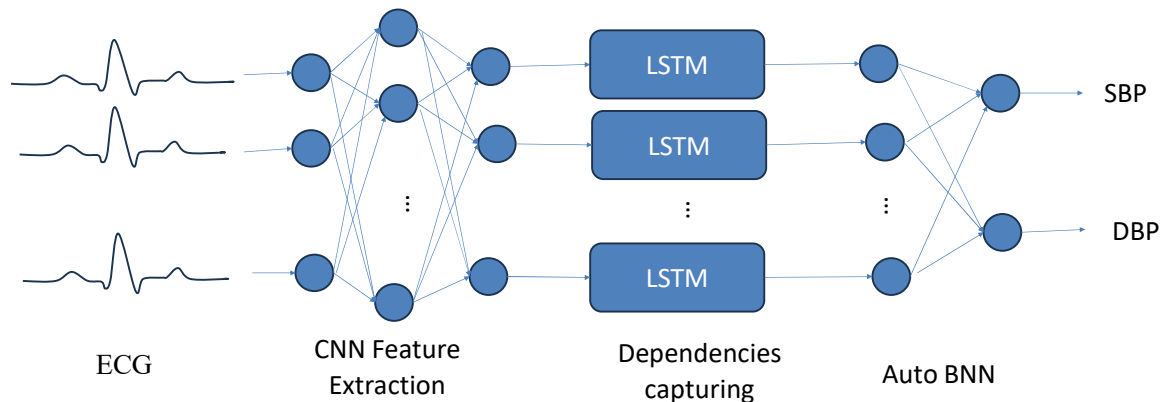 LSTM
SBP
LSTM
...
...
...
DBP
LSTM
ECG
CNN Feature
Extraction
Dependencies
capturing
Auto BNN